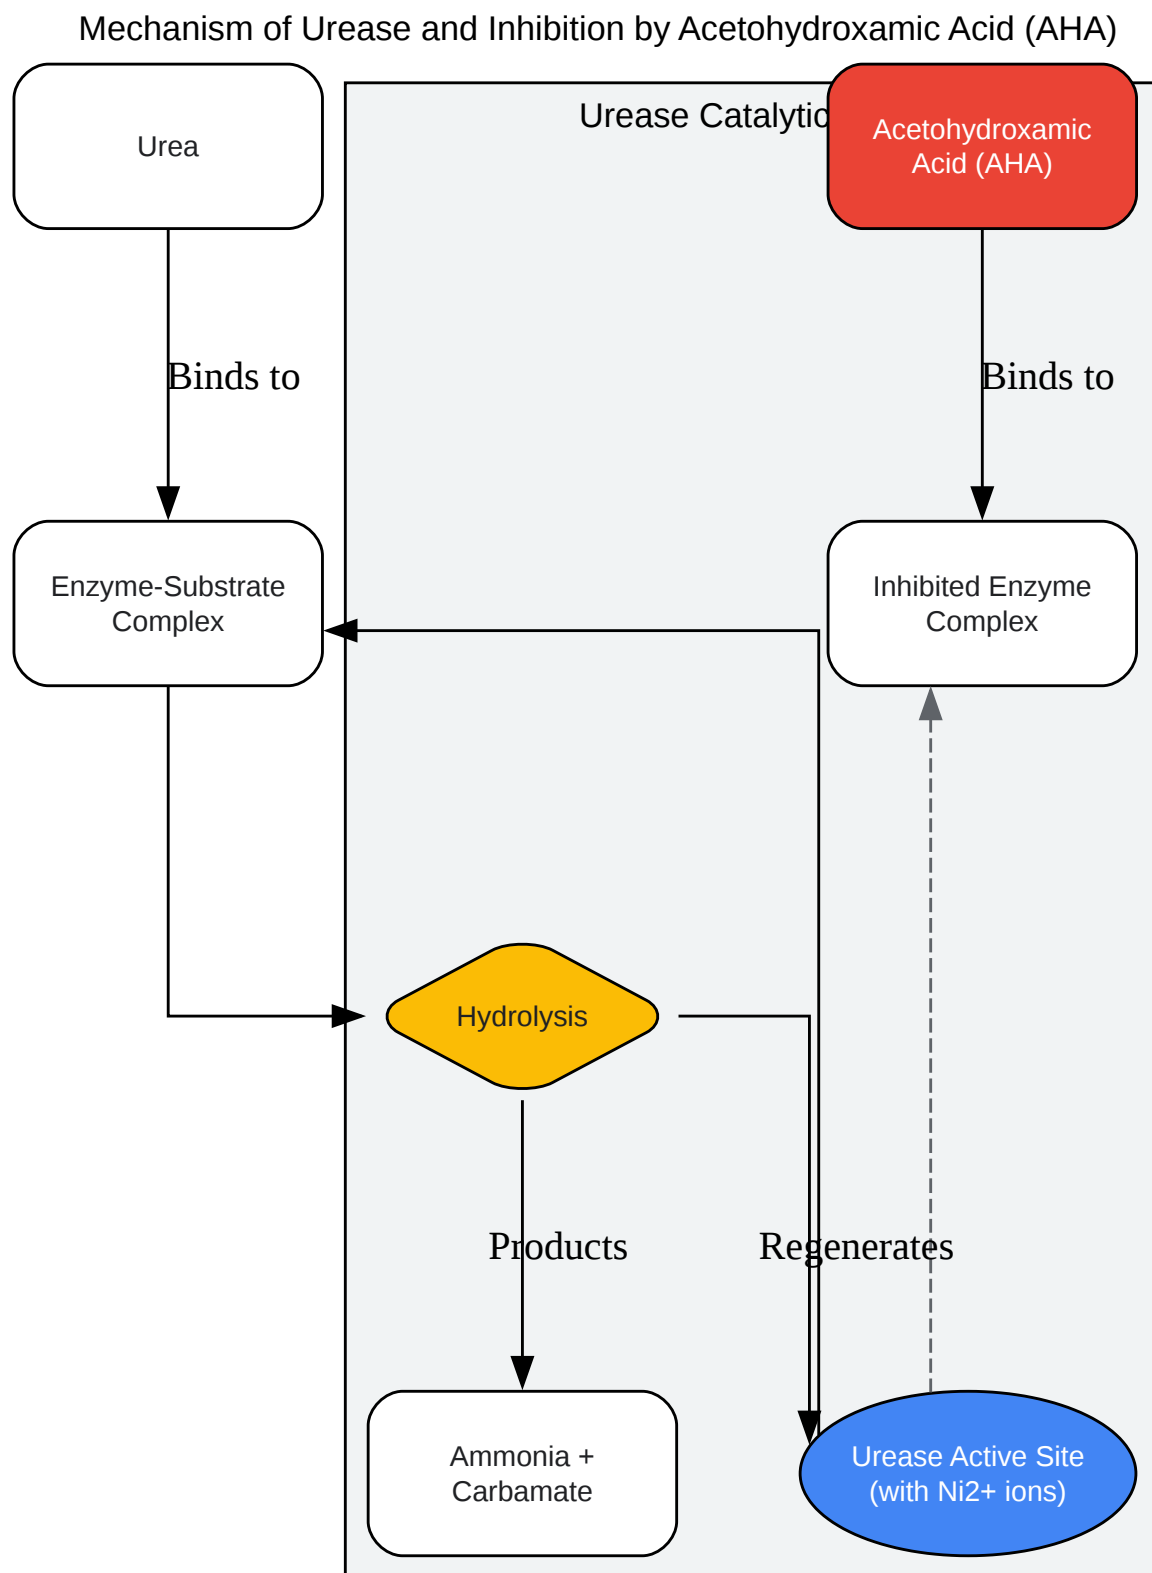 Mechanism of Urease and Inhibition by Acetohydroxamic Acid (AHA)
Urea
Urease Catalytic
Acetohydroxamic
Acid (AHA)
Binds to
Binds to
Enzyme-Substrate
Complex
Inhibited Enzyme
Complex
Hydrolysis
Products
Regenerates
Ammonia +
Carbamate
Urease Active Site
(with Ni2+ ions)